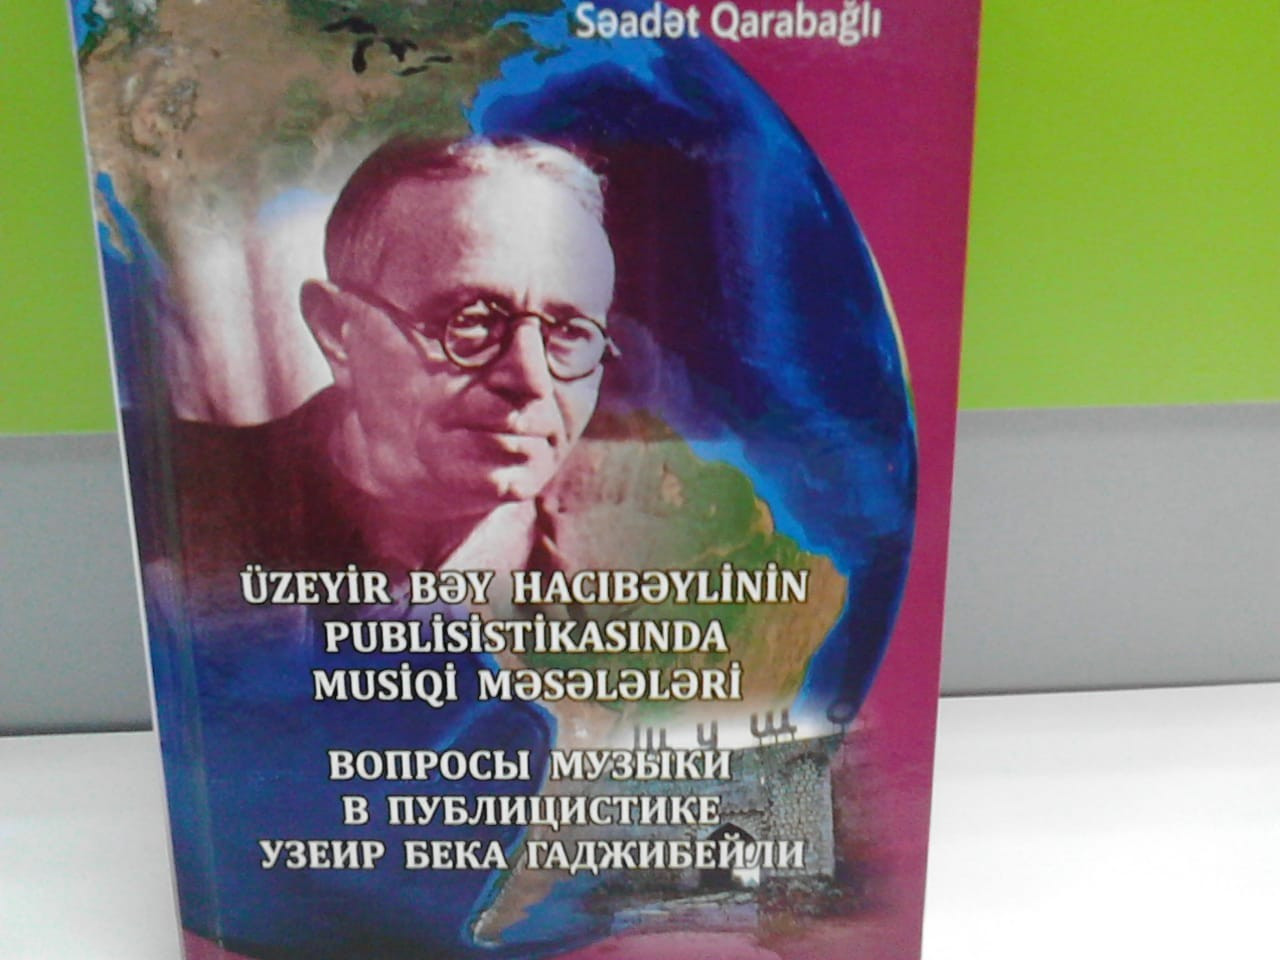 Səadət Qarabağlı
ÜZEYİR BƏY HACIBƏYLİNİN
PUBLİSİSTİKASINDA
MUSİQİ MƏSƏLƏLƏRİ
ВОПРОСЫ МУЗЫКИ
В ПУБЛИЦИСТИКЕ
УЗЕИР БЕКА ГАДЖИБЕЙЛИ